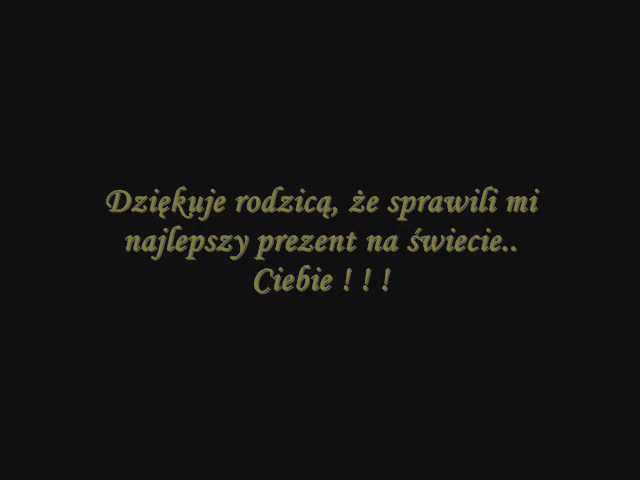 Dziękuje rodzicą, że sprawili mi
najlepszy prezent na świecie..
Ciebie ! ! !